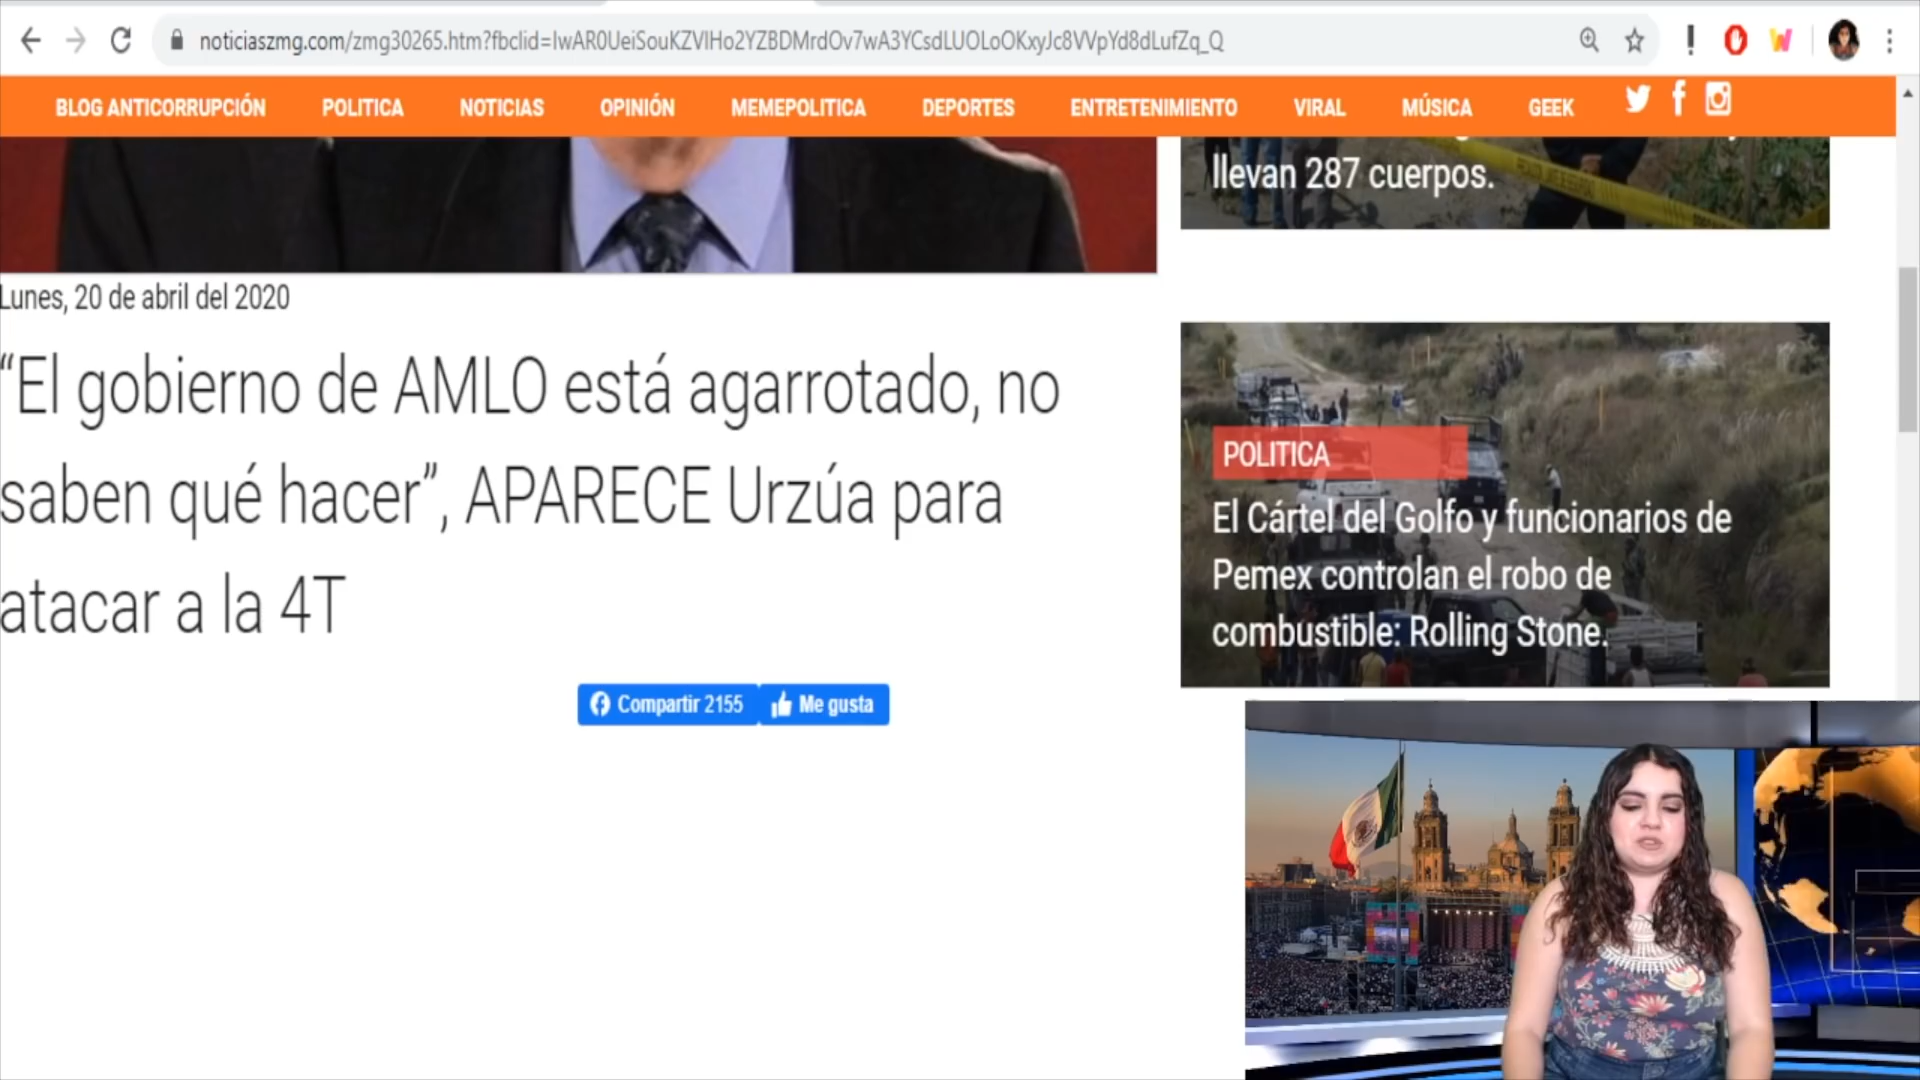 noticiaszmg.com/zmg30265.htm?fbclid=IwAR0UeiSouKZVIHo2YZBDMrdOv7wA3YCsdLUOLoOKxyJc8VVpYd8dLufZq_Q
BLOG ANTICORRUPCIÓN POLITICA NOTICIAS OPINIÓN MEMEPOLITICA DEPORTES ENTRETENIMIENTO VIRAL MÚSICA GEEK
llevan 287 cuerpos.
Lunes, 20 de abril del 2020
“El gobierno de AMLO está agarrotado, no
saben qué hacer”, APARECE Urzúa para
atacar a la 4T
Compartir 2155 Me gusta
POLITICA
El Cártel del Golfo y funcionarios de
Pemex controlan el robo de
combustible: Rolling Stone.